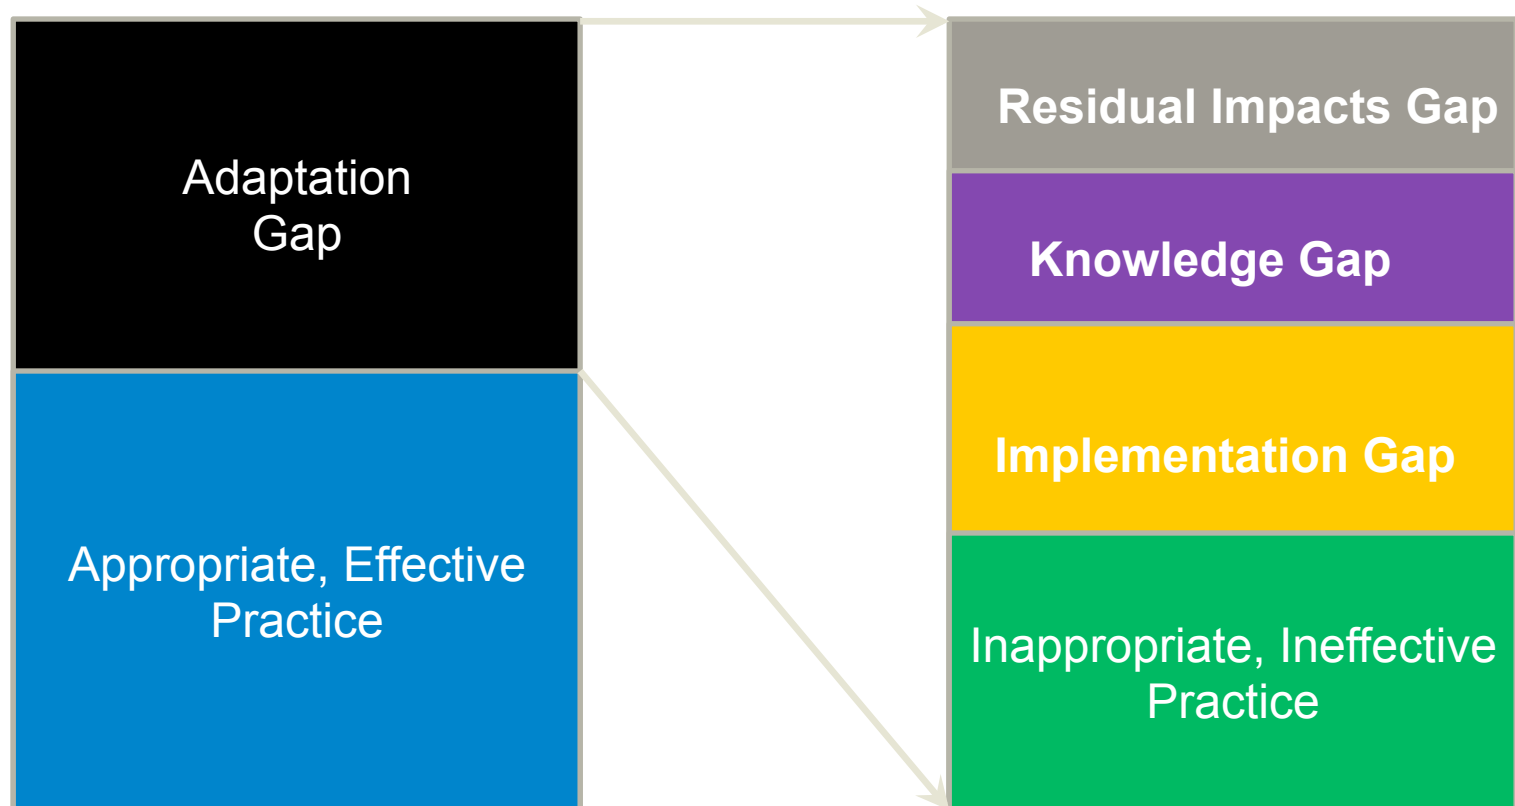 Adaptation
Gap
Appropriate, Effective
Practice
Residual Impacts Gap
Knowledge Gap
Implementation Gap
Inappropriate, Ineffective
Practice